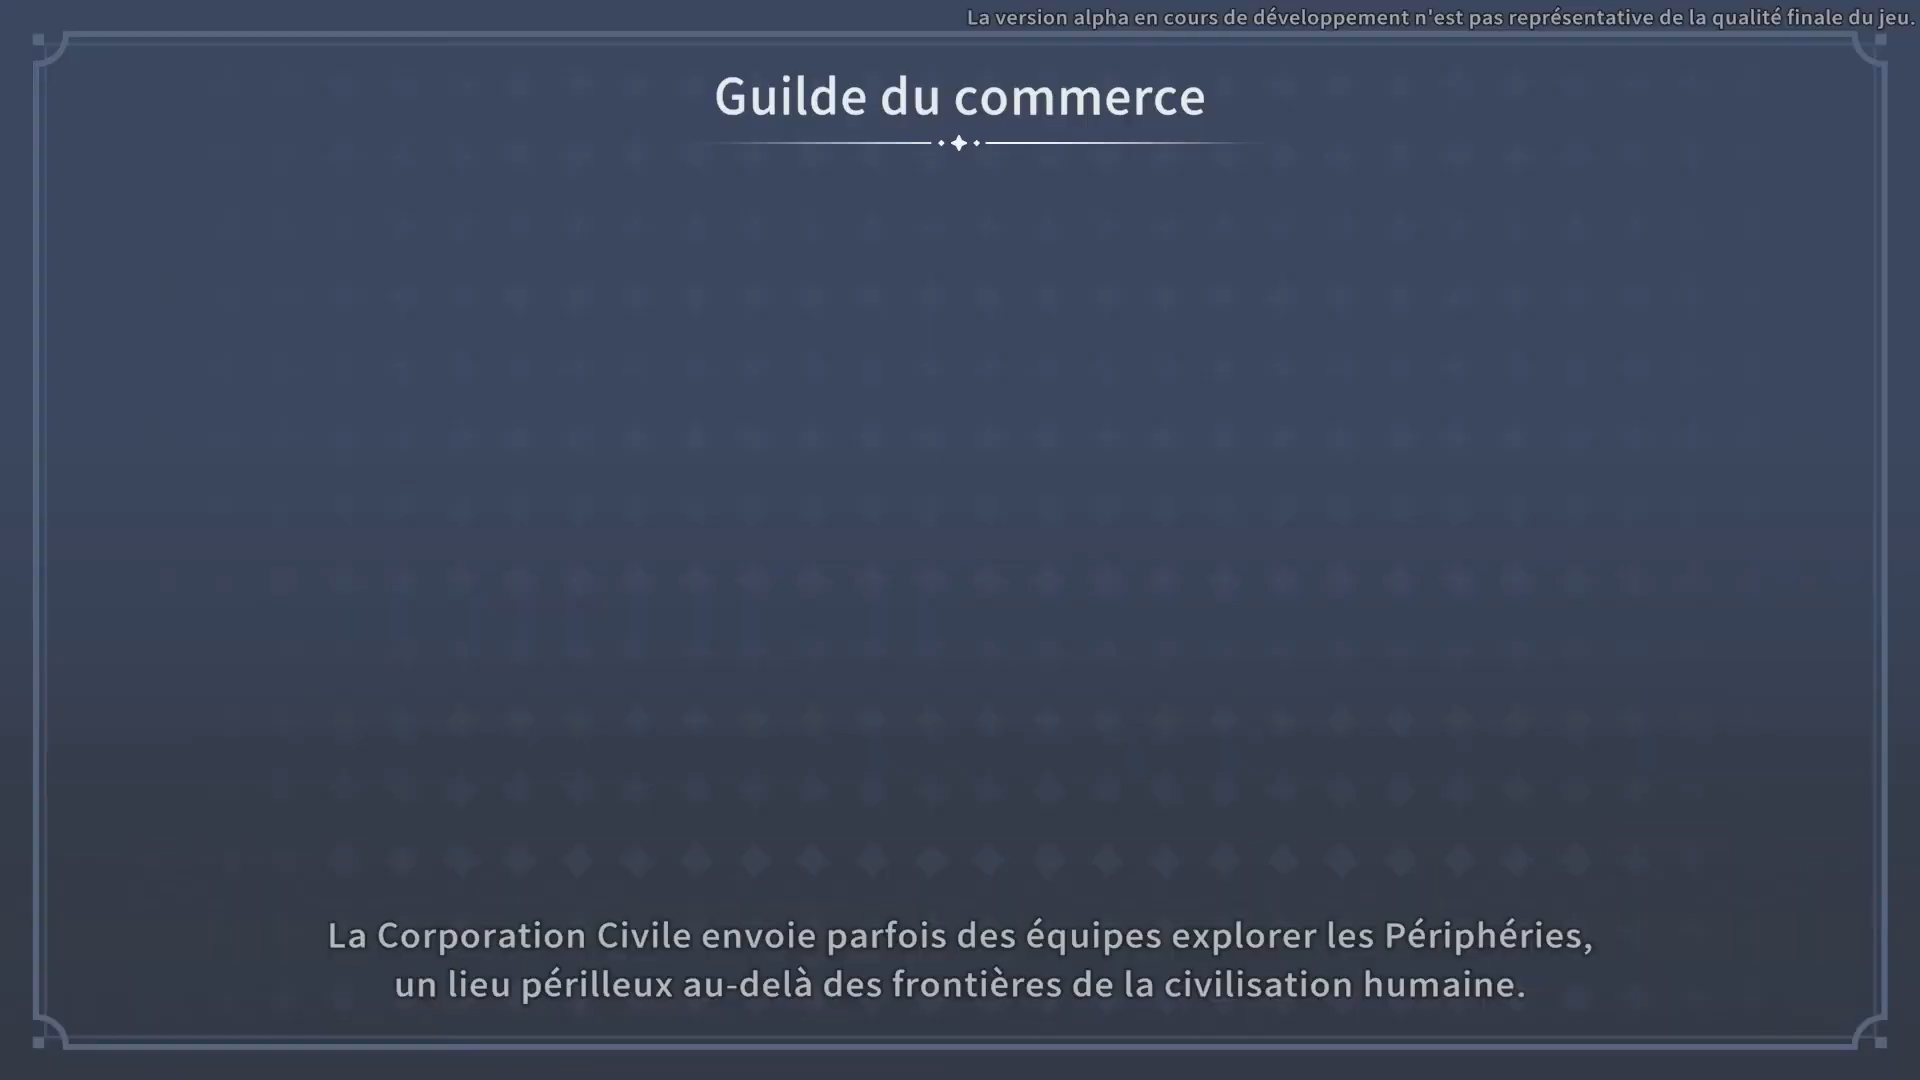 La version alpha en cours de développement n'est pas représentative de la qualité finale du jeu.
Guilde du commerce
La Corporation Civile envoie parfois des équipes explorer les Périphéries,
un lieu périlleux au-delà des frontières de la civilisation humaine.